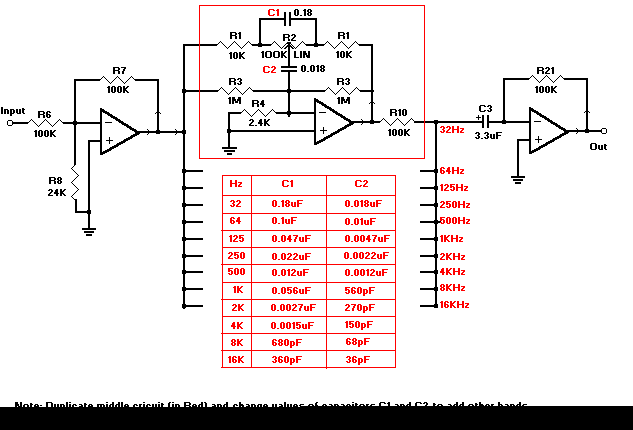 C1 0.18
R1 R2 R1
10K 100K LIN 10K
C2 0.018
R7
100K
R3 R3
1M 1M
Input
R6
100K
R4
2.4K
R10
100K
R21
100K
C3
3.3uF
Out
R8
24K
32Hz
64Hz
125Hz
250Hz
500Hz
1KHz
2KHz
4KHz
8KHz
16KHz
Hz C1 C2
32 0.18uF 0.018uF
64 0.1uF 0.01uF
125 0.047uF 0.0047uF
250 0.022uF 0.0022uF
500 0.012uF 0.0012uF
1K 0.056uF 560pF
2K 0.0027uF 270pF
4K 0.0015uF 150pF
8K 680pF 68pF
16K 360pF 36pF
Note: Duplicate middle cricuit (in Red) and change values of capacitors C1 and C2 to add other bands